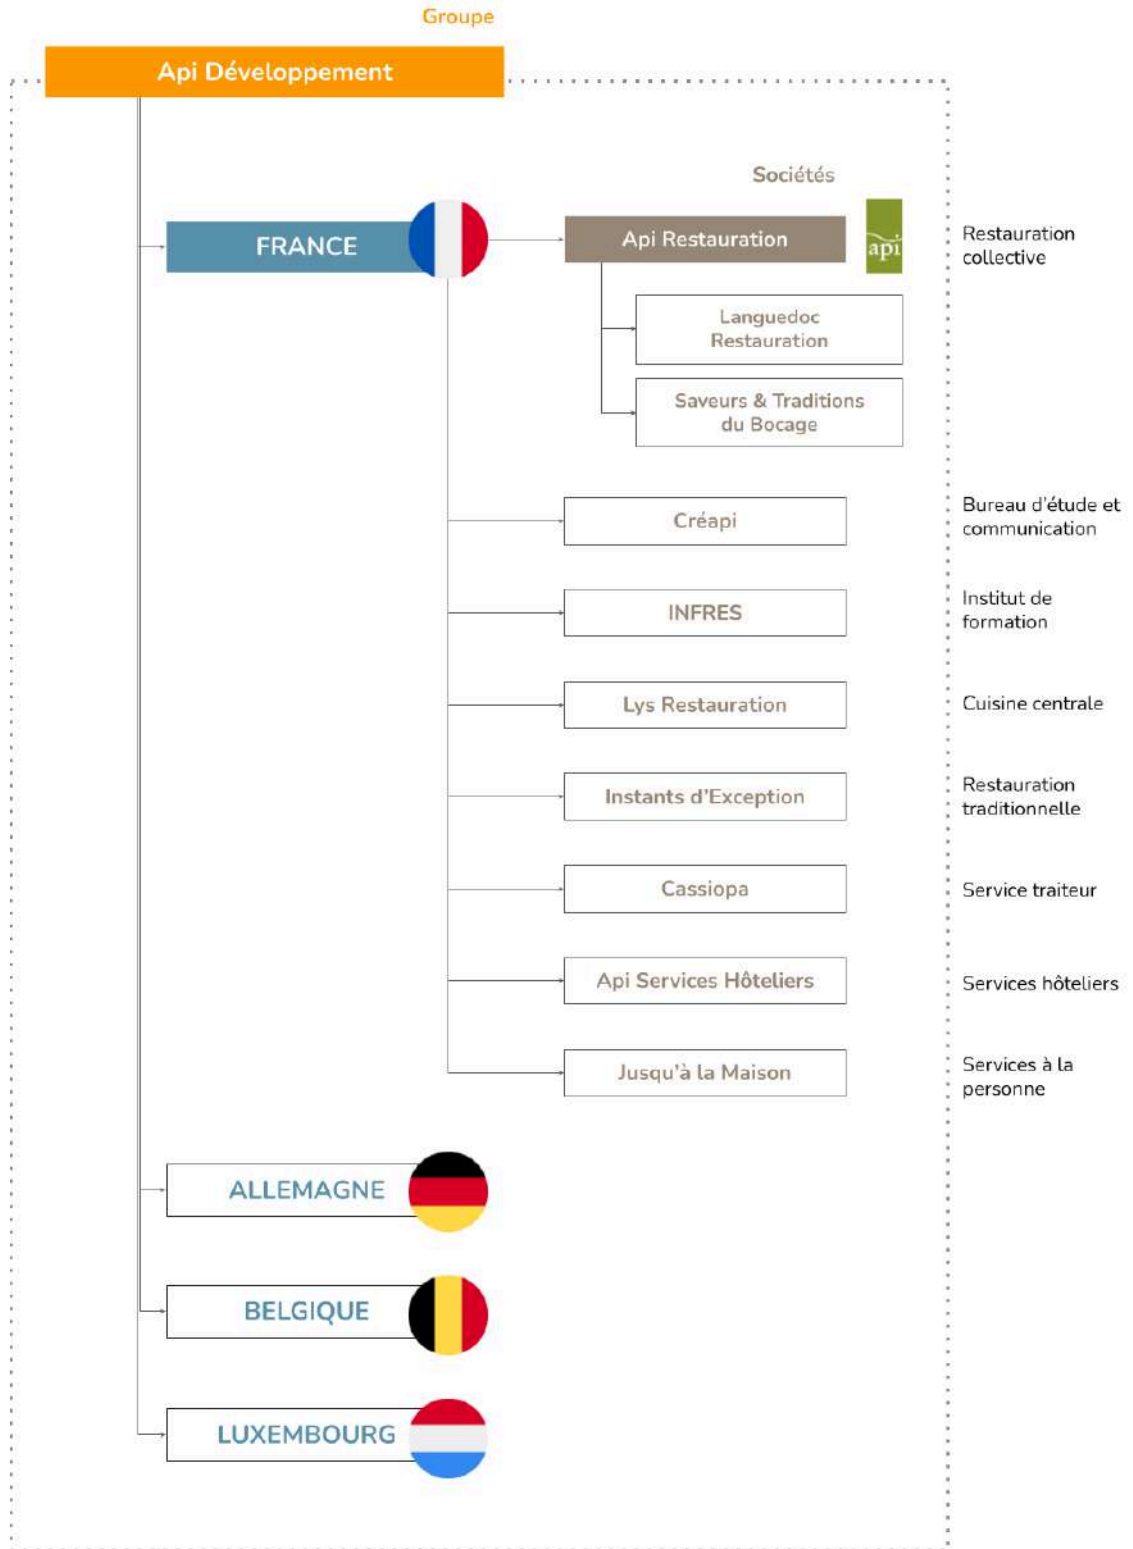 Groupe
Api Développement
Sociétés
FRANCE
Api Restauration
api
Restauration
collective
Languedoc
Restauration
Saveurs & Traditions
du Bocage
Créapi
Bureau d'étude et
communication
INFRES
Institut de
formation
Lys Restauration
Cuisine centrale
Instants d'Exception
Restauration
traditionnelle
Cassiopa
Service traiteur
Api Services Hôteliers
Services hôteliers
Jusqu'à la Maison
Services à la
personne
ALLEMAGNE
BELGIQUE
LUXEMBOURG